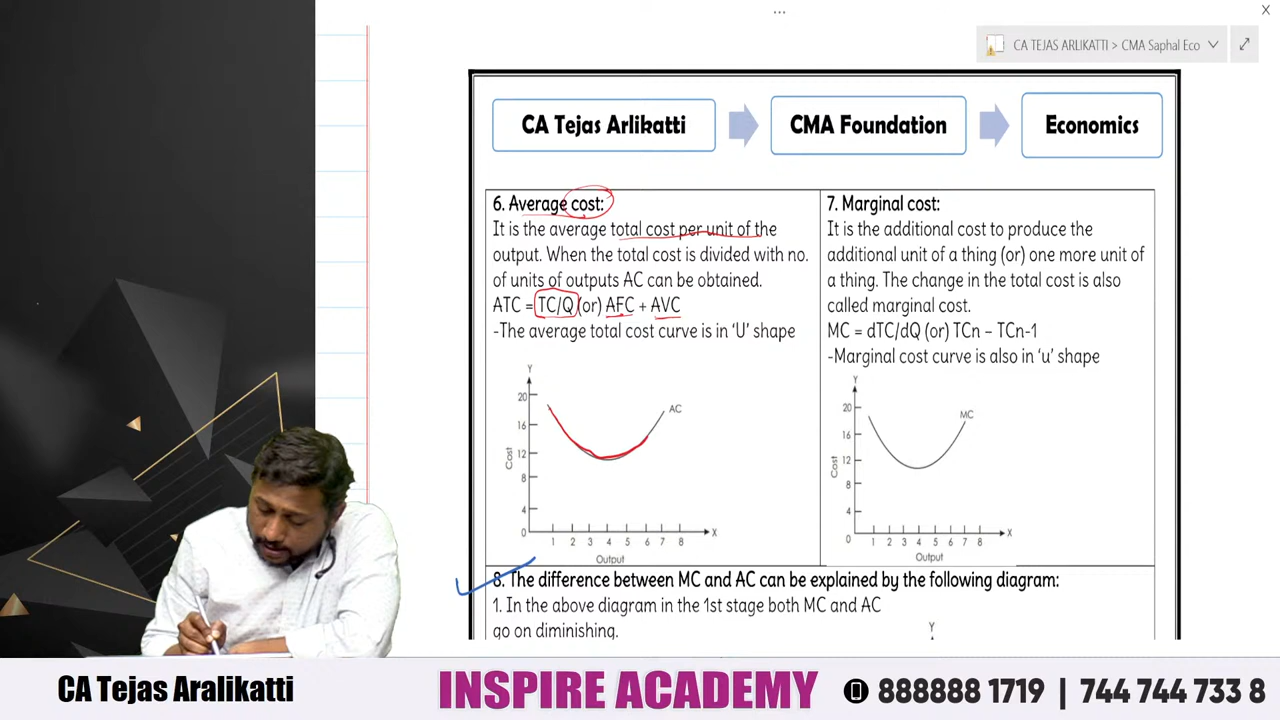 ...
X
CA TEJAS ARLIKATTI > CMA Saphal Eco
CA Tejas Arlikatti
CMA Foundation
Economics
6. Average cost:
It is the average total cost per unit of the
output. When the total cost is divided with no.
of units of outputs AC can be obtained.
ATC = TC/Q (or) AFC + AVC
-The average total cost curve is in ‘U’ shape
Y
20
16
12
8
4
0
Cost
AC
1 2 3 4 5 6 7 8
X
Output
7. Marginal cost:
It is the additional cost to produce the
additional unit of a thing (or) one more unit of
a thing. The change in the total cost is also
called marginal cost.
MC = dTC/dQ (or) TCn – TCn-1
-Marginal cost curve is also in ‘u’ shape
Y
20
16
12
8
4
0
Cost
MC
1 2 3 4 5 6 7 8
X
Output
8. The difference between MC and AC can be explained by the following diagram:
1. In the above diagram in the 1st stage both MC and AC
go on diminishing.
Y
CA Tejas Aralikatti
INSPIRE ACADEMY
888888 1719 | 744 744 733 8